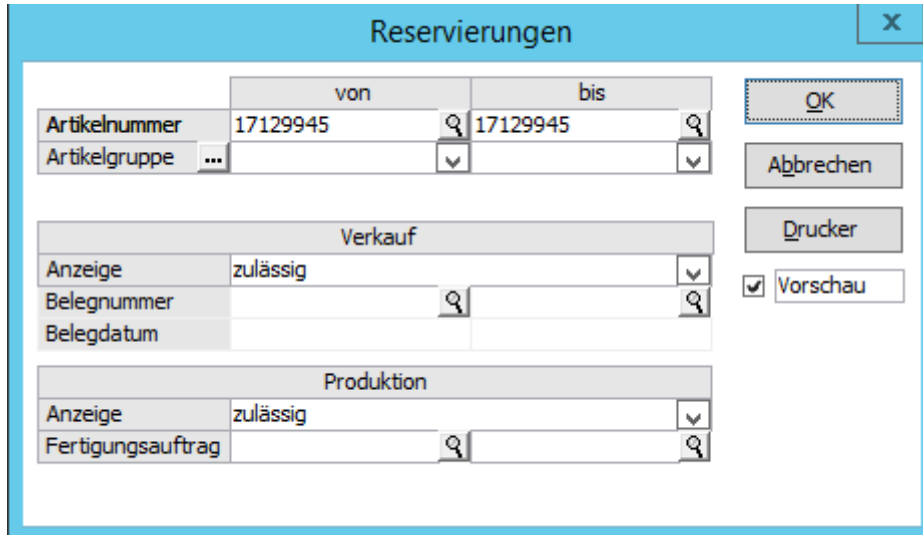 Reservierungen x
von bis
Artikelnummer 17129945 17129945
Artikelgruppe ...
Verkauf
Anzeige zulässig
Belegnummer
Belegdatum
Produktion
Anzeige zulässig
Fertigungsauftrag
OK
Abbrechen
Drucker
Vorschau